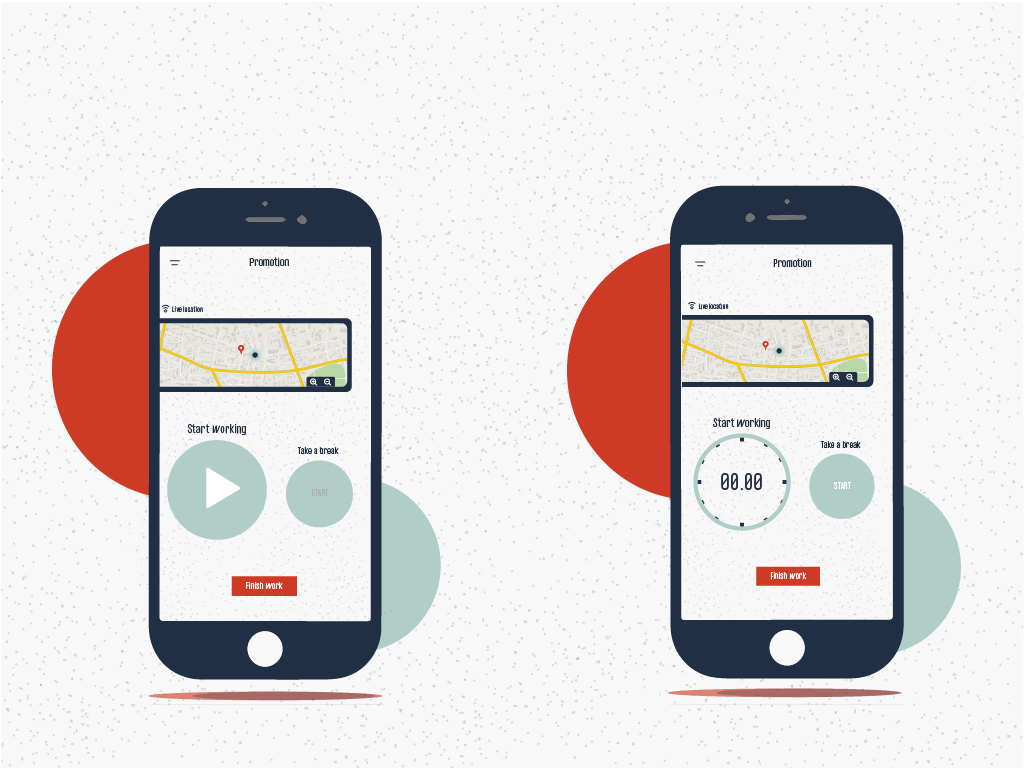 Promotion
Live location
Start Working
Take a break
START
Finish Work
Promotion
Live location
Start Working
Take a break
00.00
START
Finish Work